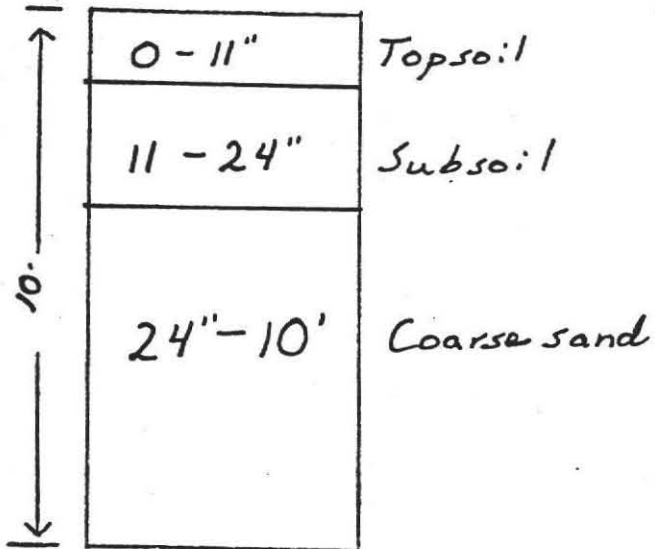 0 - 11" Topsoil
11 - 24" Subsoil
10'
24" - 10' Coarse sand